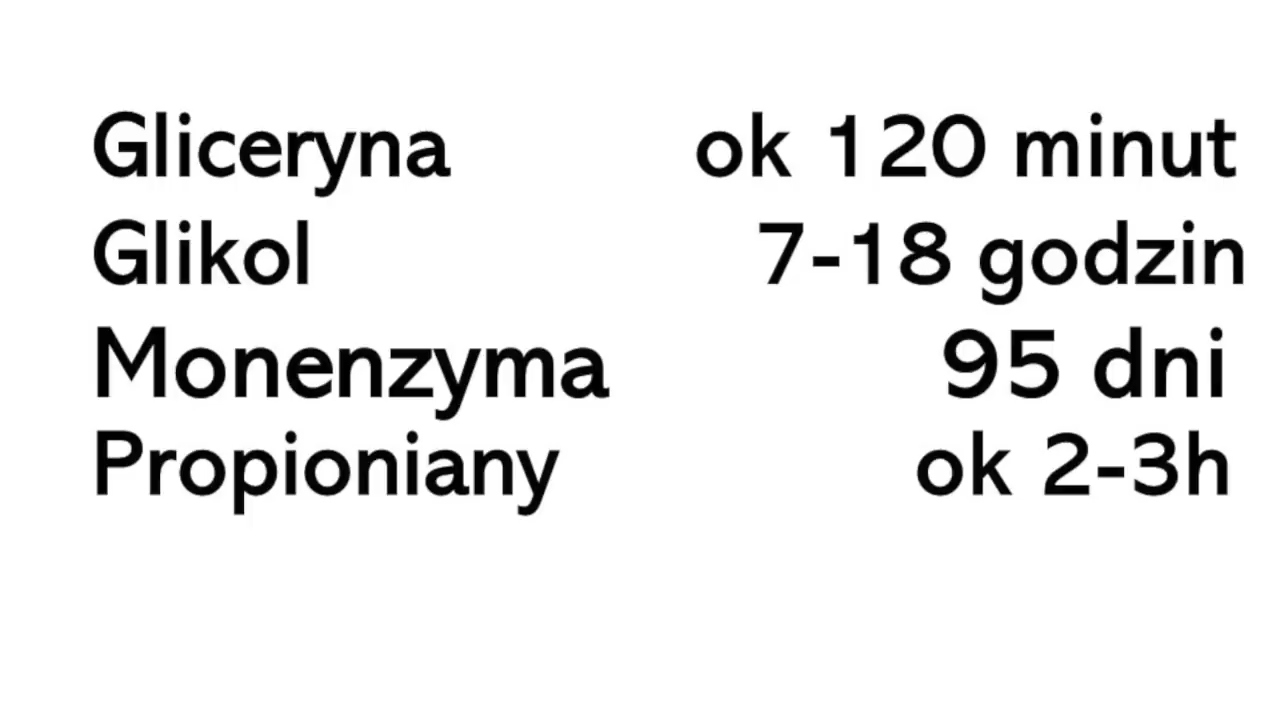 Gliceryna ok 120 minut
Glikol 7-18 godzin
Monenzyma 95 dni
Propioniany ok 2-3h